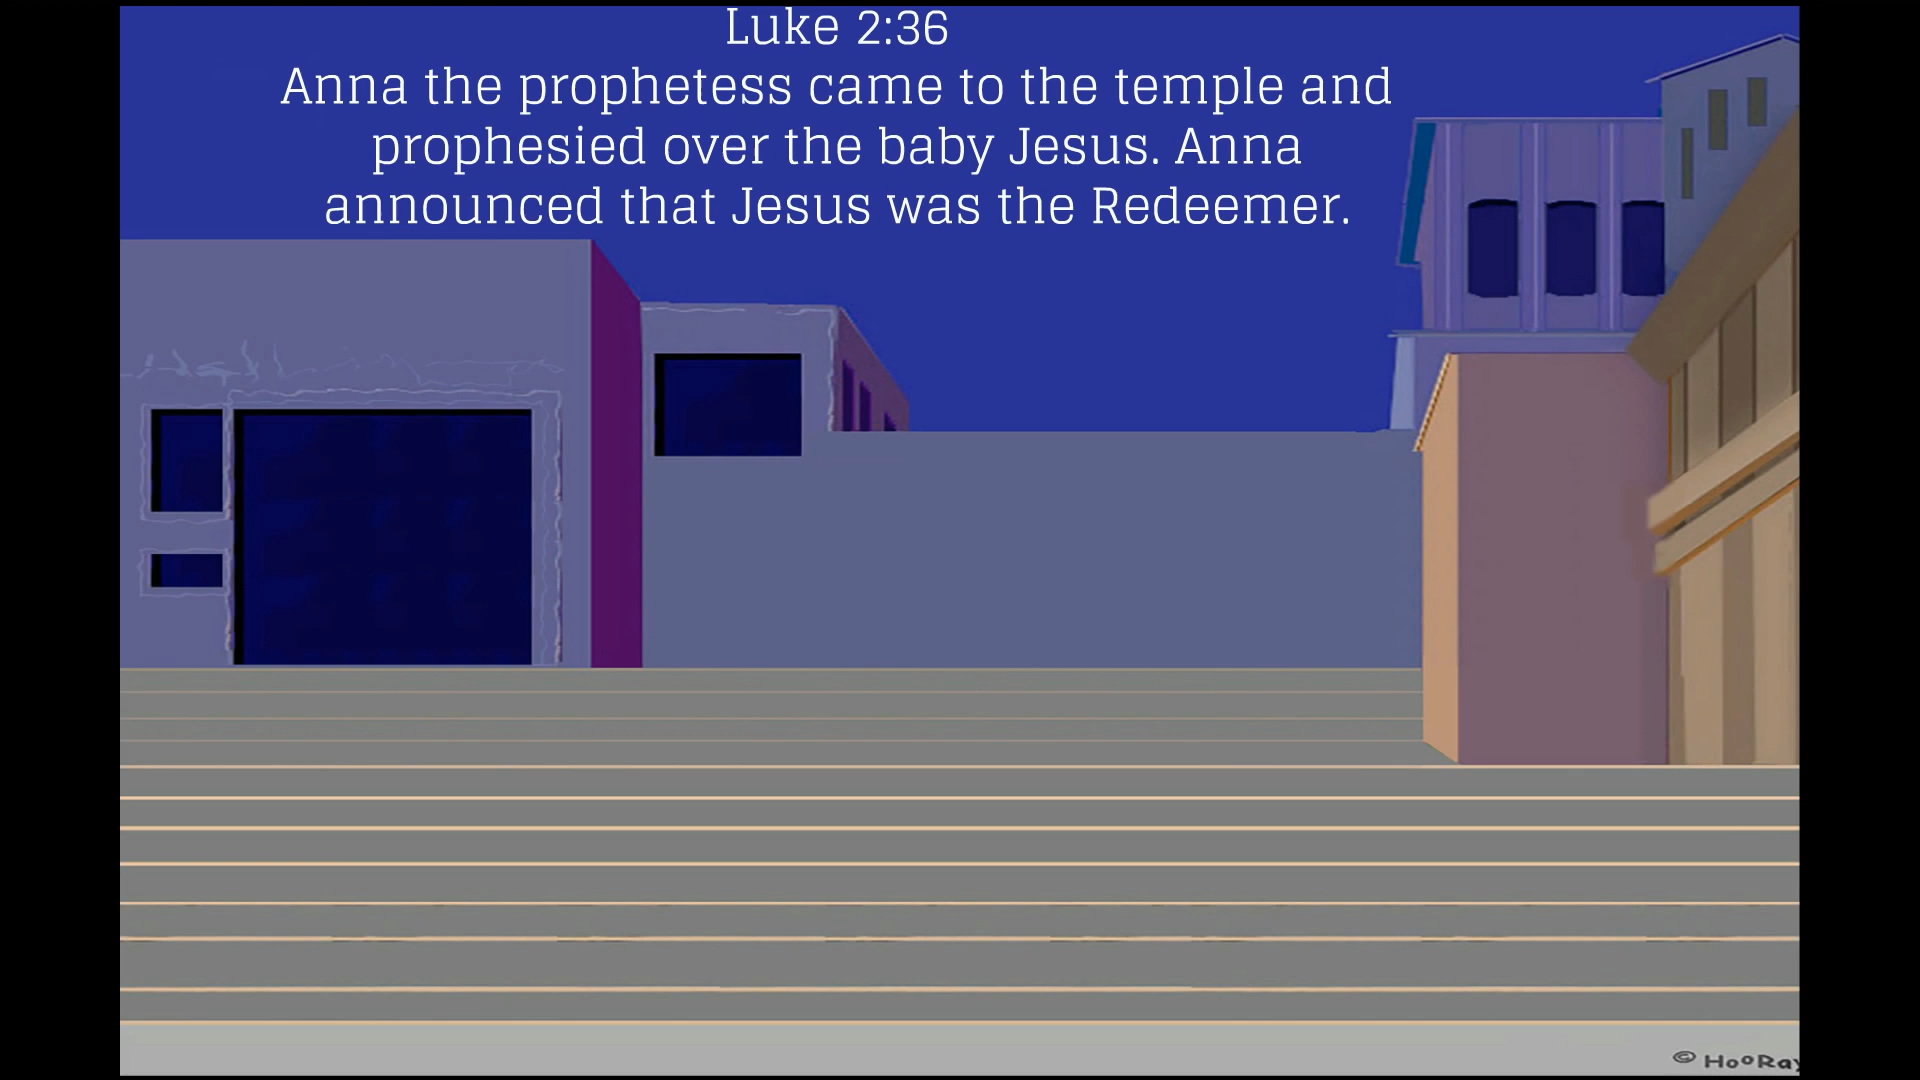 Luke 2:36
Anna the prophetess came to the temple and
prophesied over the baby Jesus. Anna
announced that Jesus was the Redeemer.
© HooRay